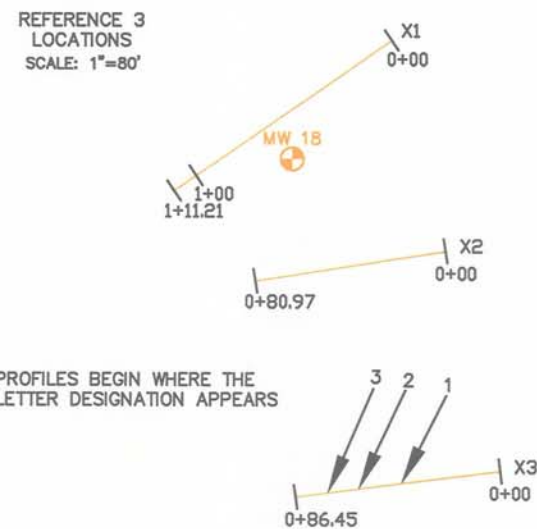 REFERENCE 3
LOCATIONS
SCALE: 1"=80'
X1
0+00
MW 18
1+00
1+11.21
X2
0+00
0+80.97
PROFILES BEGIN WHERE THE
LETTER DESIGNATION APPEARS
3 2 1
X3
0+00
0+86.45